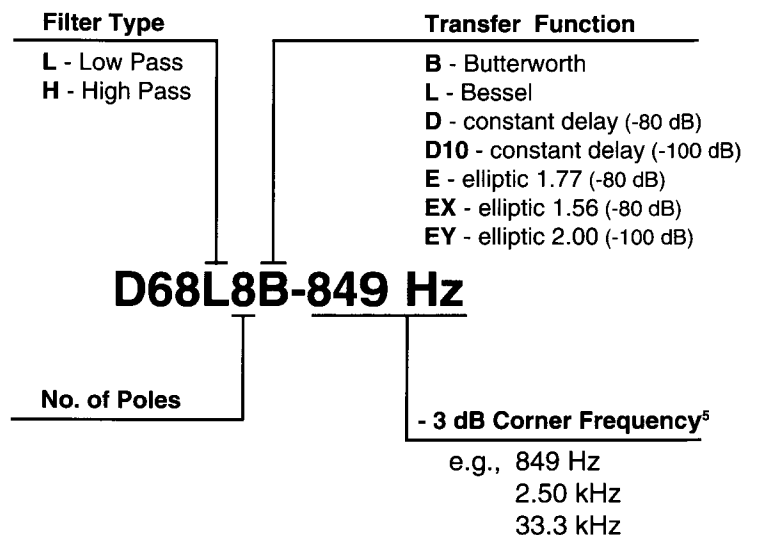 Filter Type
L - Low Pass
H - High Pass
Transfer Function
B - Butterworth
L - Bessel
D - constant delay (-80 dB)
D10 - constant delay (-100 dB)
E - elliptic 1.77 (-80 dB)
EX - elliptic 1.56 (-80 dB)
EY - elliptic 2.00 (-100 dB)
D68L8B-849 Hz
No. of Poles
- 3 dB Corner Frequency⁵
e.g., 849 Hz
2.50 kHz
33.3 kHz